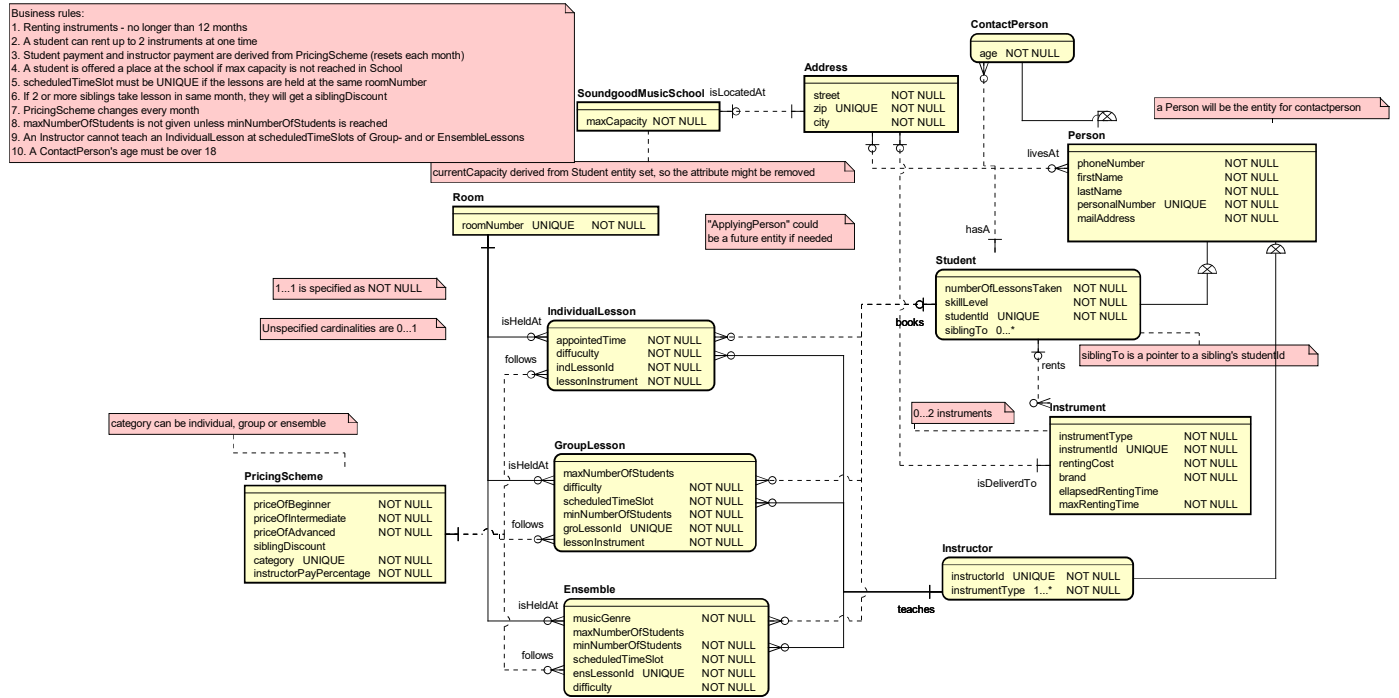 Business rules:
1. Renting instruments - no longer than 12 months
2. A student can rent up to 2 instruments at one time
3. Student payment and instructor payment are derived from PricingScheme (resets each month)
4. A student is offered a place at the school if max capacity is not reached in School
5. scheduledTimeSlot must be UNIQUE if the lessons are held at the same roomNumber
6. If 2 or more siblings take lesson in same month, they will get a siblingDiscount
7. PricingScheme changes every month
8. maxNumberOfStudents is not given unless minNumberOfStudents is reached
9. An Instructor cannot teach an IndividualLesson at scheduledTimeSlots of Group- and or EnsembleLessons
10. A ContactPerson's age must be over 18
ContactPerson
age NOT NULL
Address
street NOT NULL
zip UNIQUE NOT NULL
city NOT NULL
SoundgoodMusicSchool
maxCapacity NOT NULL
isLocatedAt
a Person will be the entity for contactperson
Person
phoneNumber NOT NULL
firstName NOT NULL
lastName NOT NULL
personalNumber UNIQUE NOT NULL
mailAddress NOT NULL
livesAt
currentCapacity derived from Student entity set, so the attribute might be removed
Room
roomNumber UNIQUE NOT NULL
"ApplyingPerson" could
be a future entity if needed
hasA
Student
numberOfLessonsTaken NOT NULL
skillLevel NOT NULL
studentId UNIQUE NOT NULL
siblingTo 0...*
books
siblingTo is a pointer to a sibling's studentId
1...1 is specified as NOT NULL
Unspecified cardinalities are 0...1
IndividualLesson
appointedTime NOT NULL
diffuculty NOT NULL
indLessonId NOT NULL
lessonInstrument NOT NULL
isHeldAt
follows
rents
0...2 instruments
Instrument
instrumentType NOT NULL
instrumentId UNIQUE NOT NULL
rentingCost NOT NULL
brand NOT NULL
ellapsedRentingTime
maxRentingTime NOT NULL
isDeliverdTo
category can be individual, group or ensemble
PricingScheme
priceOfBeginner NOT NULL
priceOfIntermediate NOT NULL
priceOfAdvanced NOT NULL
siblingDiscount
category UNIQUE NOT NULL
instructorPayPercentage NOT NULL
GroupLesson
maxNumberOfStudents
difficulty NOT NULL
scheduledTimeSlot NOT NULL
minNumberOfStudents NOT NULL
groLessonId UNIQUE NOT NULL
lessonInstrument NOT NULL
isHeldAt
follows
Instructor
instructorId UNIQUE NOT NULL
instrumentType 1...*
teaches
Ensemble
musicGenre NOT NULL
maxNumberOfStudents
minNumberOfStudents NOT NULL
scheduledTimeSlot NOT NULL
ensLessonId UNIQUE NOT NULL
difficulty NOT NULL
isHeldAt
follows